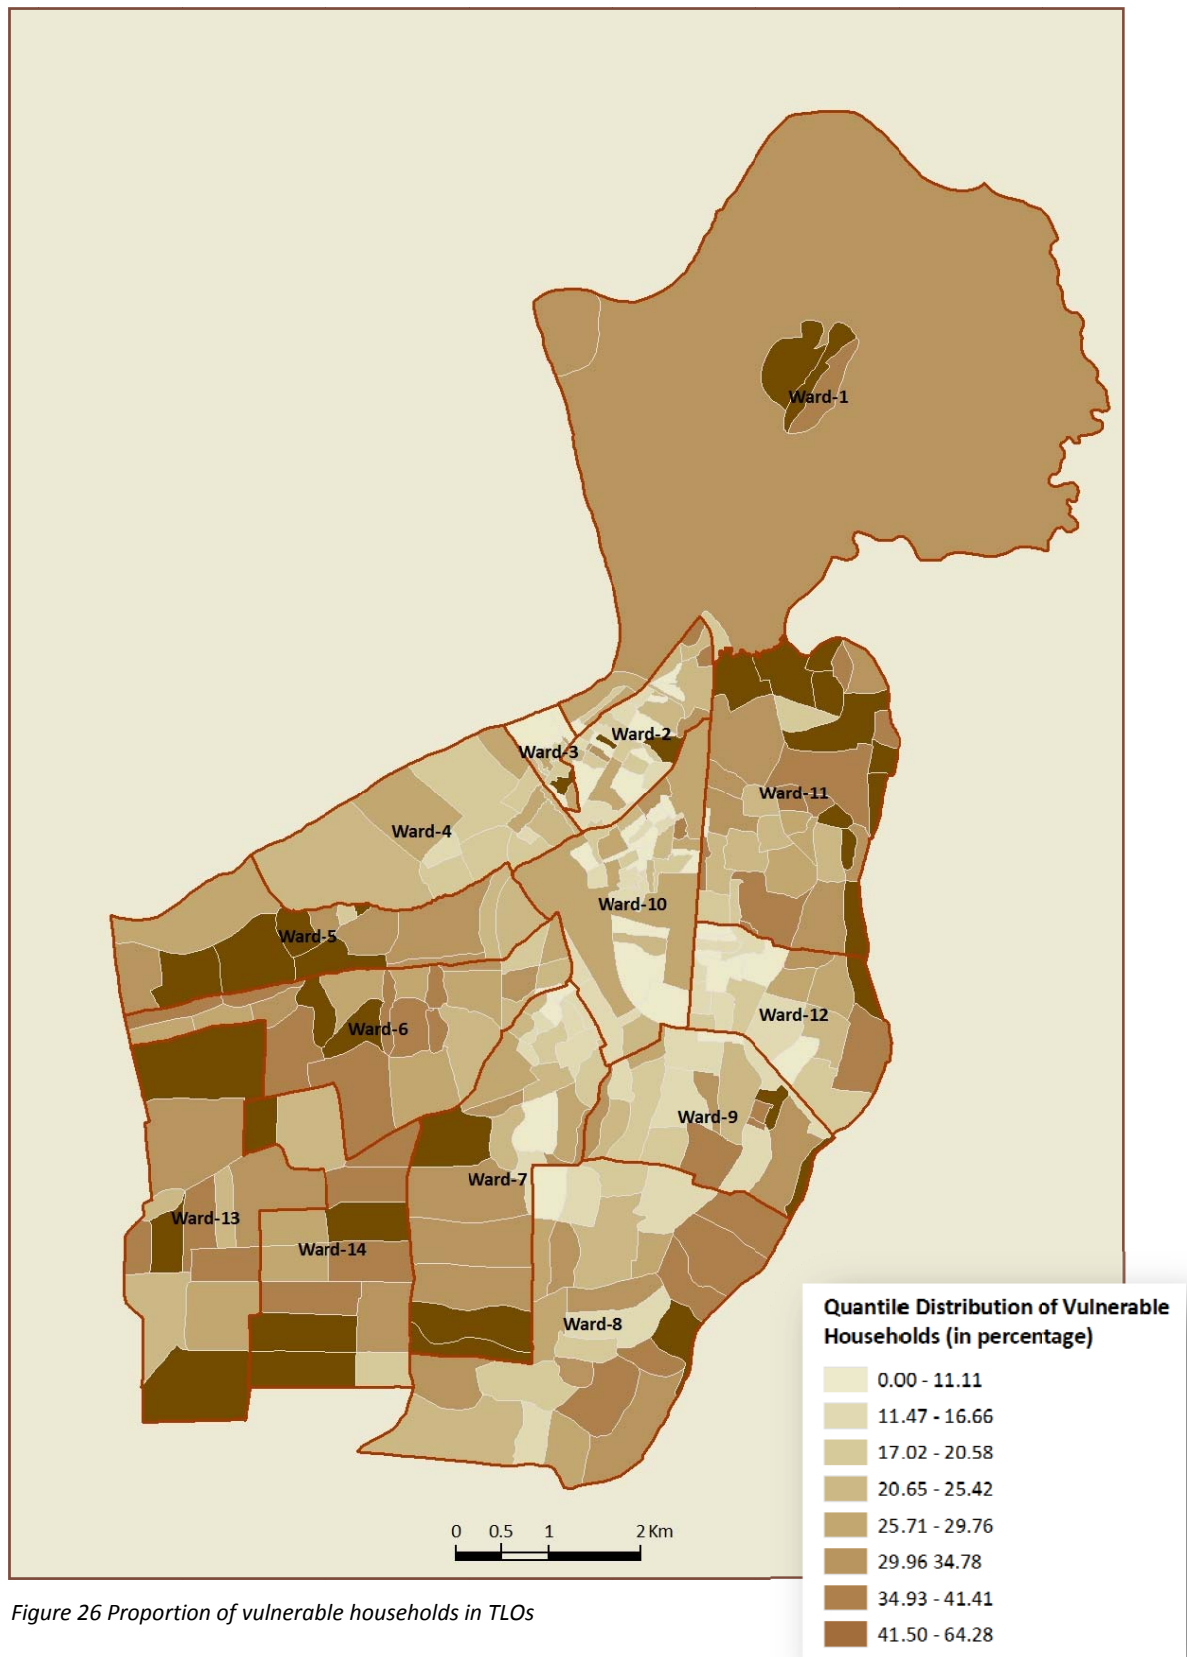 Ward-1
Ward-2
Ward-3
Ward-11
Ward-4
Ward-10
Ward-5
Ward-12
Ward-6
Ward-9
Ward-7
Ward-13
Ward-14
Ward-8
Quantile Distribution of Vulnerable
Households (in percentage)
0.00 - 11.11
11.47 - 16.66
17.02 - 20.58
20.65 - 25.42
25.71 - 29.76
29.96 34.78
34.93 - 41.41
41.50 - 64.28
0 0.5 1 2 Km
Figure 26 Proportion of vulnerable households in TLOs